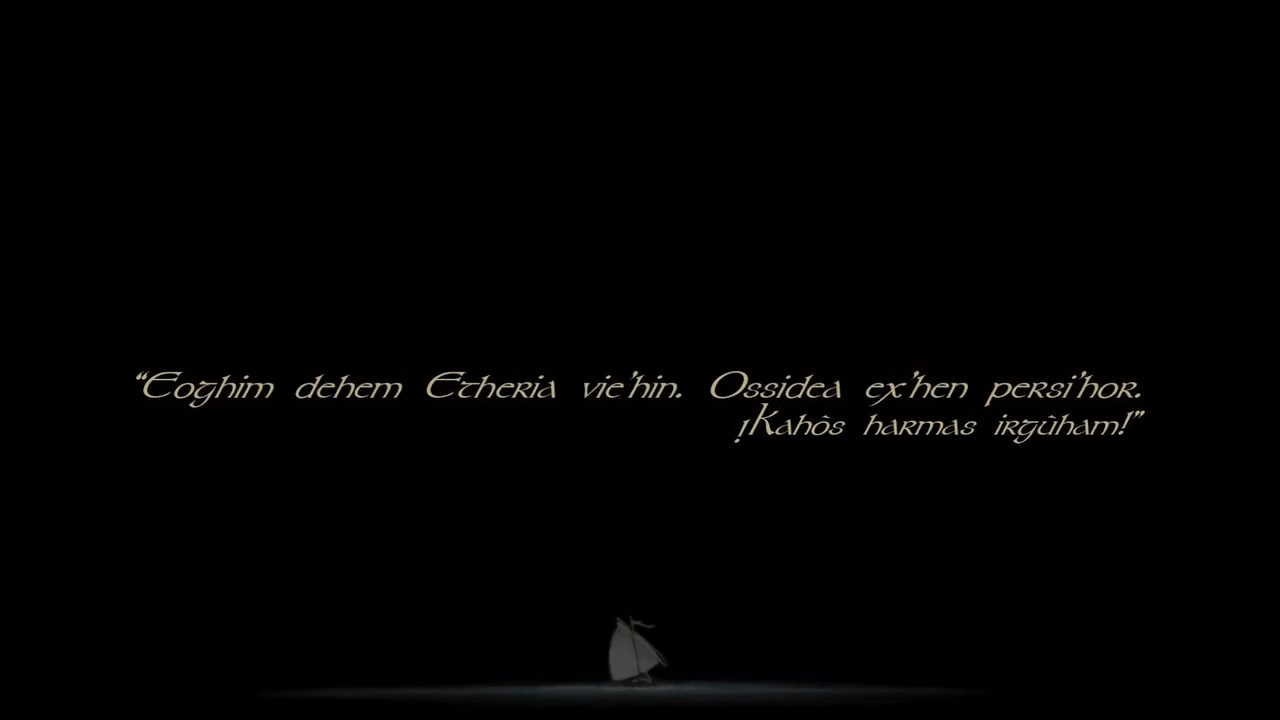 “Eoghim dehem Etheria vie’hin. Ossidea ex’hen persi’hor.
¡Kahôs harmas irgûham!”